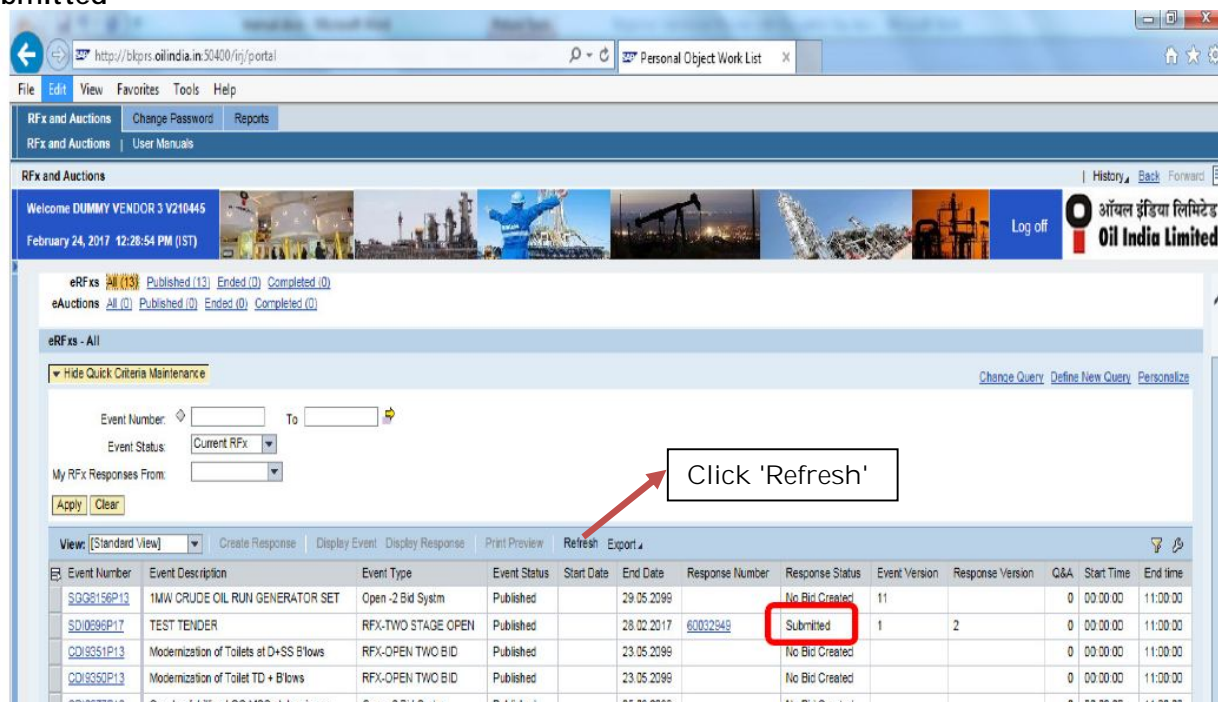 http://bkprs.oilindia.in:50400/irj/portal
Personal Object Work List
File Edit View Favorites Tools Help
RFx and Auctions Change Password Reports
RFx and Auctions | User Manuals
RFx and Auctions
| History Back Forward
Welcome DUMMY VENDOR 3 V210445
February 24, 2017 12:28:54 PM (IST)
Log off
ऑयल इंडिया लिमिटेड
Oil India Limited
eRFxs All (13) Published (13) Ended (0) Completed (0)
eAuctions All (0) Published (0) Ended (0) Completed (0)
eRFxs - All
Hide Quick Criteria Maintenance
Change Query Define New Query Personalize
Event Number: To
Event Status: Current RFx
My RFx Responses From:
Click 'Refresh'
Apply Clear
View: [Standard View] Create Response Display Event Display Response Print Preview Refresh Export
Event Number Event Description Event Type Event Status Start Date End Date Response Number Response Status Event Version Response Version Q&A Start Time End time
SGG8156P13 1MW CRUDE OIL RUN GENERATOR SET Open -2 Bid Systm Published 29.05.2099 No Bid Created 11 0 00:00:00 11:00:00
SDI0696P17 TEST TENDER RFX-TWO STAGE OPEN Published 28.02.2017 60032949 Submitted 1 2 0 00:00:00 11:00:00
CDI9351P13 Modernization of Toilets at D+SS B'lows RFX-OPEN TWO BID Published 23.05.2099 No Bid Created 0 00:00:00 11:00:00
CDI9350P13 Modernization of Toilet TD + B'lows RFX-OPEN TWO BID Published 23.05.2099 No Bid Created 0 00:00:00 11:00:00